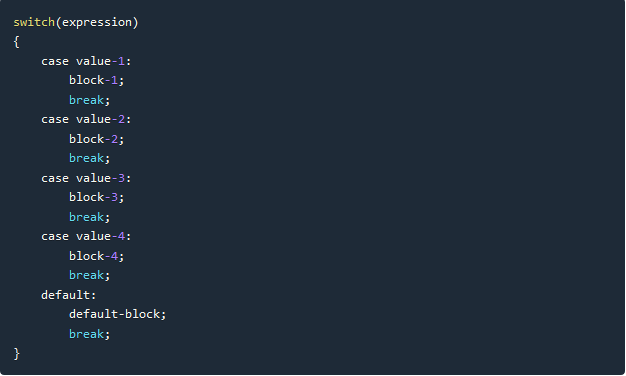 switch(expression)
{
    case value-1:
        block-1;
        break;
    case value-2:
        block-2;
        break;
    case value-3:
        block-3;
        break;
    case value-4:
        block-4;
        break;
    default:
        default-block;
        break;
}